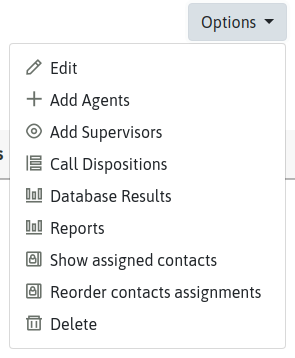 Options
Edit
Add Agents
Add Supervisors
Call Dispositions
Database Results
Reports
Show assigned contacts
Reorder contacts assignments
Delete